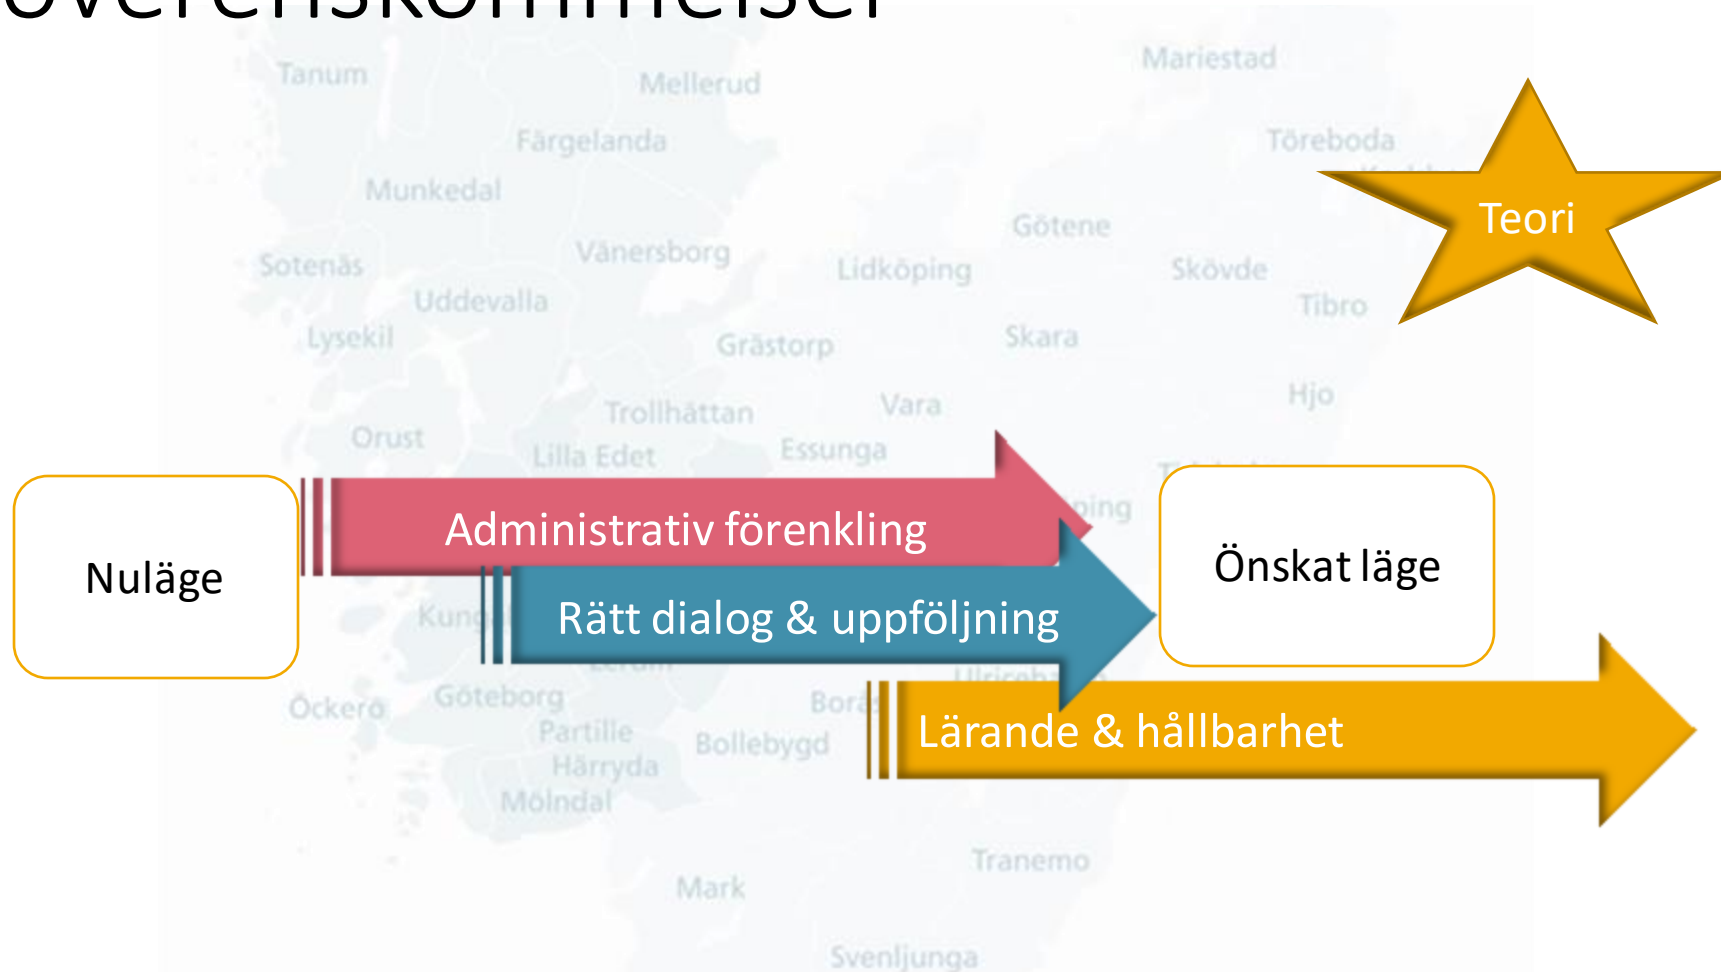 överenskommelser
Tanum
Mellerud
Mariestad
Färgelanda
Töreboda
Munkedal
Teori
Götene
Vänersborg
Sotenäs
Lidköping
Skövde
Uddevalla
Tibro
Lysekil
Grästorp
Skara
Hjo
Trollhättan
Vara
Orust
Lilla Edet
Essunga
Administrativ förenkling
Nuläge
Önskat läge
Rätt dialog & uppföljning
Öckerö
Göteborg
Borås
Partille
Lärande & hållbarhet
Bollebygd
Härryda
Mölndal
Tranemo
Mark
Svenljunga